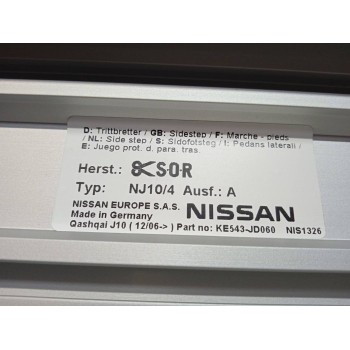 D: Trittbretter / GB: Sidestep / F: Marche - pieds
/ NL: Side step / S: Sidofotsteg / I: Pedans laterali /
E: Juego prot. d. para. tras.
Herst.: S·O·R
Typ: NJ10/4 Ausf.: A
NISSAN EUROPE S.A.S. NISSAN
Made in Germany
Qashqai J10 ( 12/06-> ) Part no: KE543-JD060 NIS1326